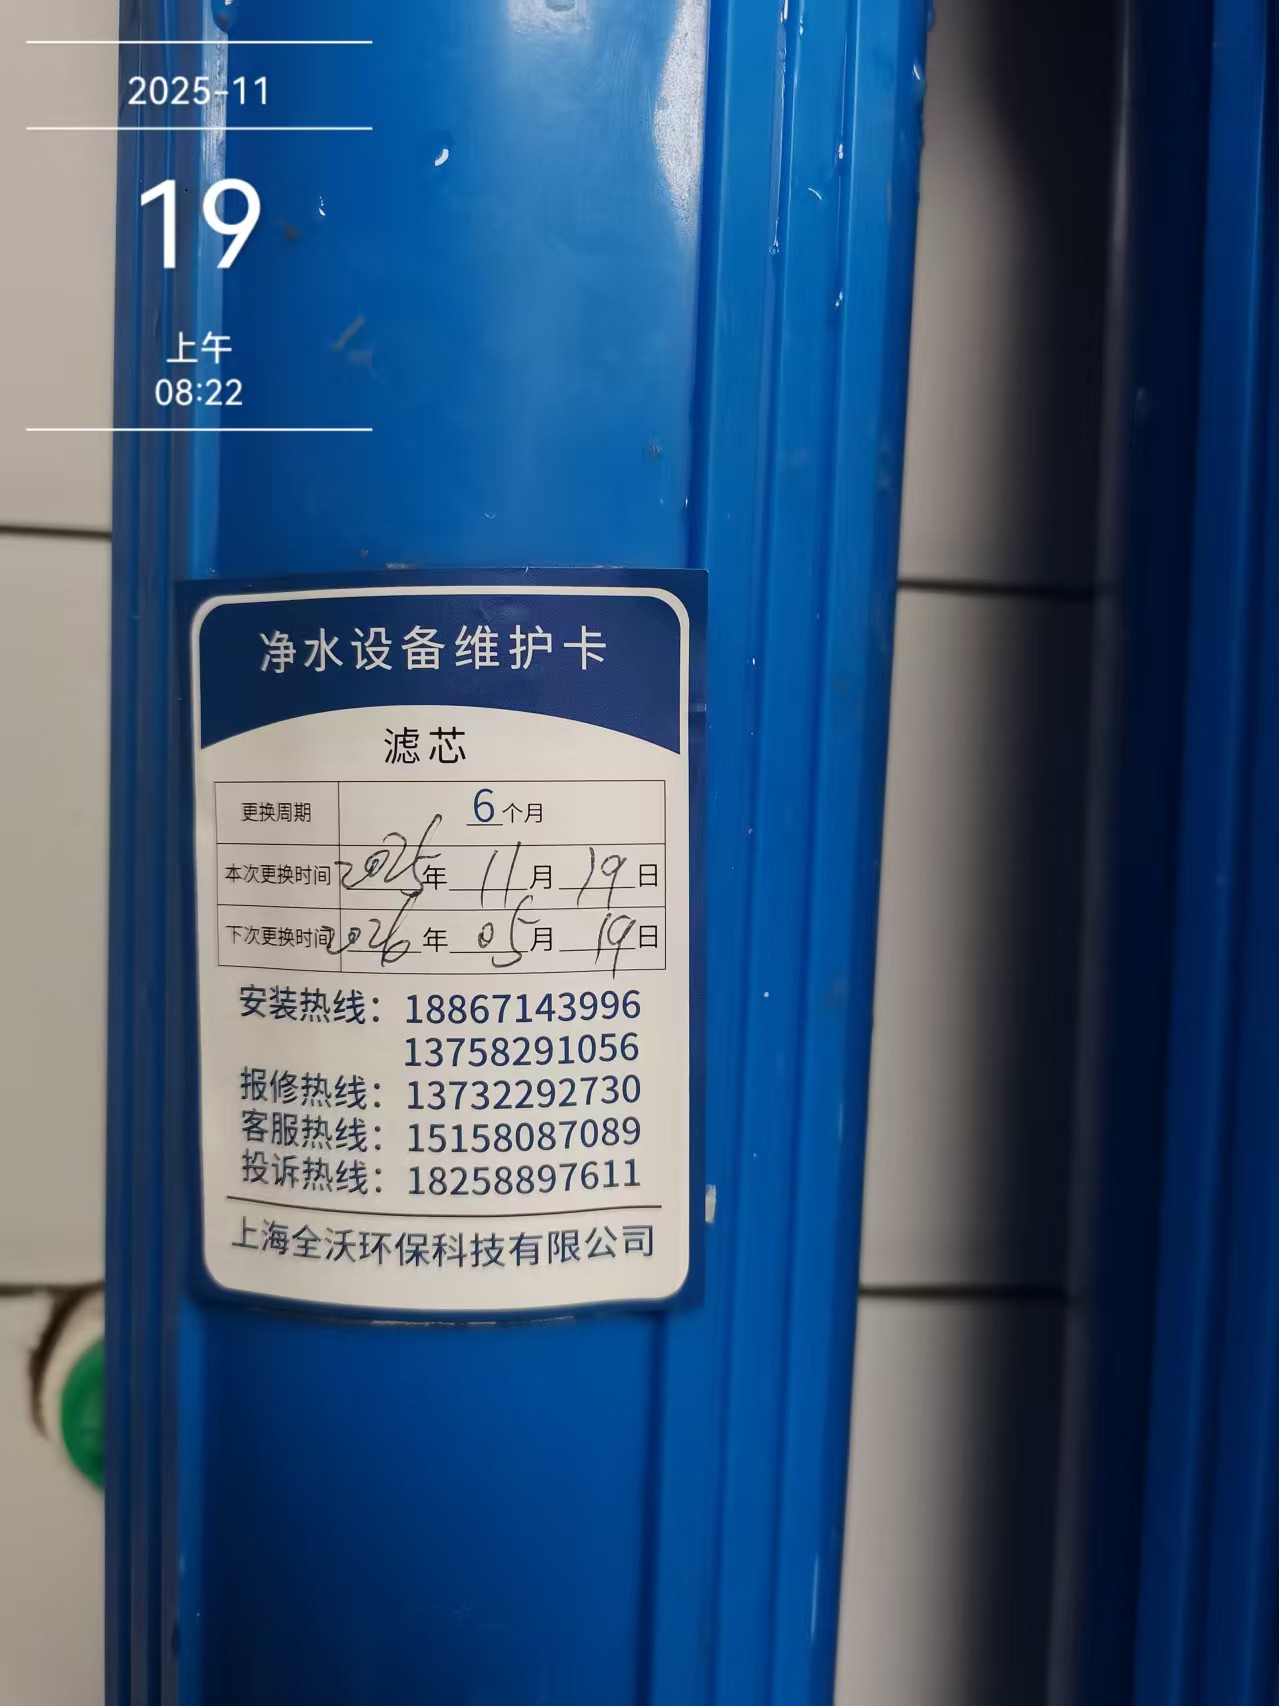 2025-11
19
上午
08:22
净水设备维护卡
滤芯
更换周期 6个月
本次更换时间 2025年11月19日
下次更换时间 2026年05月19日
安装热线：18867143996
13758291056
报修热线：13732292730
客服热线：15158087089
投诉热线：18258897611
上海全沃环保科技有限公司